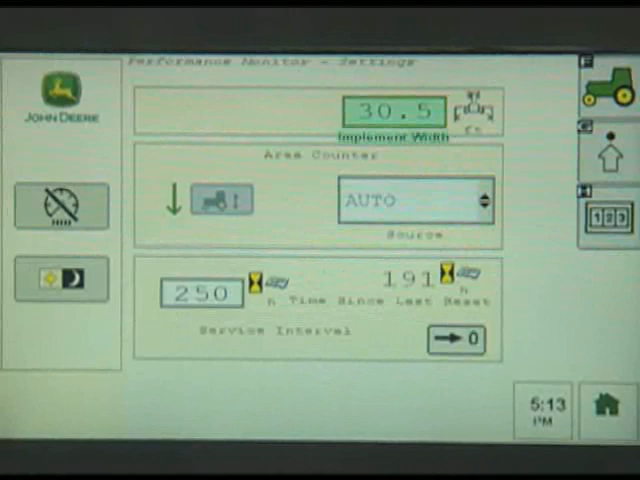 Performance Monitor - Settings
JOHN DEERE
30.5
ft
Implement Width
Area Counter
AUTO
Source
123
250
h
191
h
Time Since Last Reset
Service Interval
0
5:13
PM